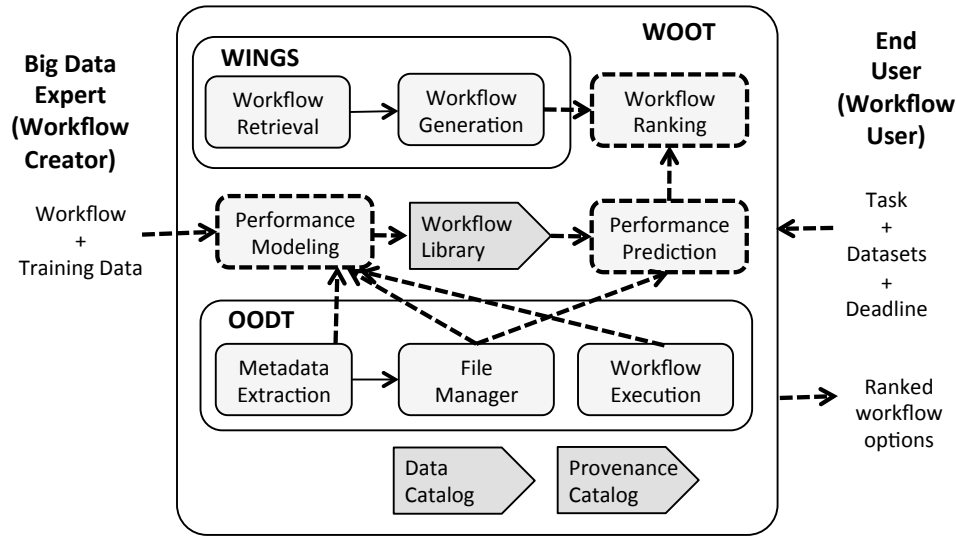 WOOT
WINGS
Workflow
Retrieval
Workflow
Generation
Workflow
Ranking
Big Data
Expert
(Workflow
Creator)
End
User
(Workflow
User)
Workflow
+
Training Data
Performance
Modeling
Workflow
Library
Performance
Prediction
Task
+
Datasets
+
Deadline
OODT
Metadata
Extraction
File
Manager
Workflow
Execution
Ranked
workflow
options
Data
Catalog
Provenance
Catalog